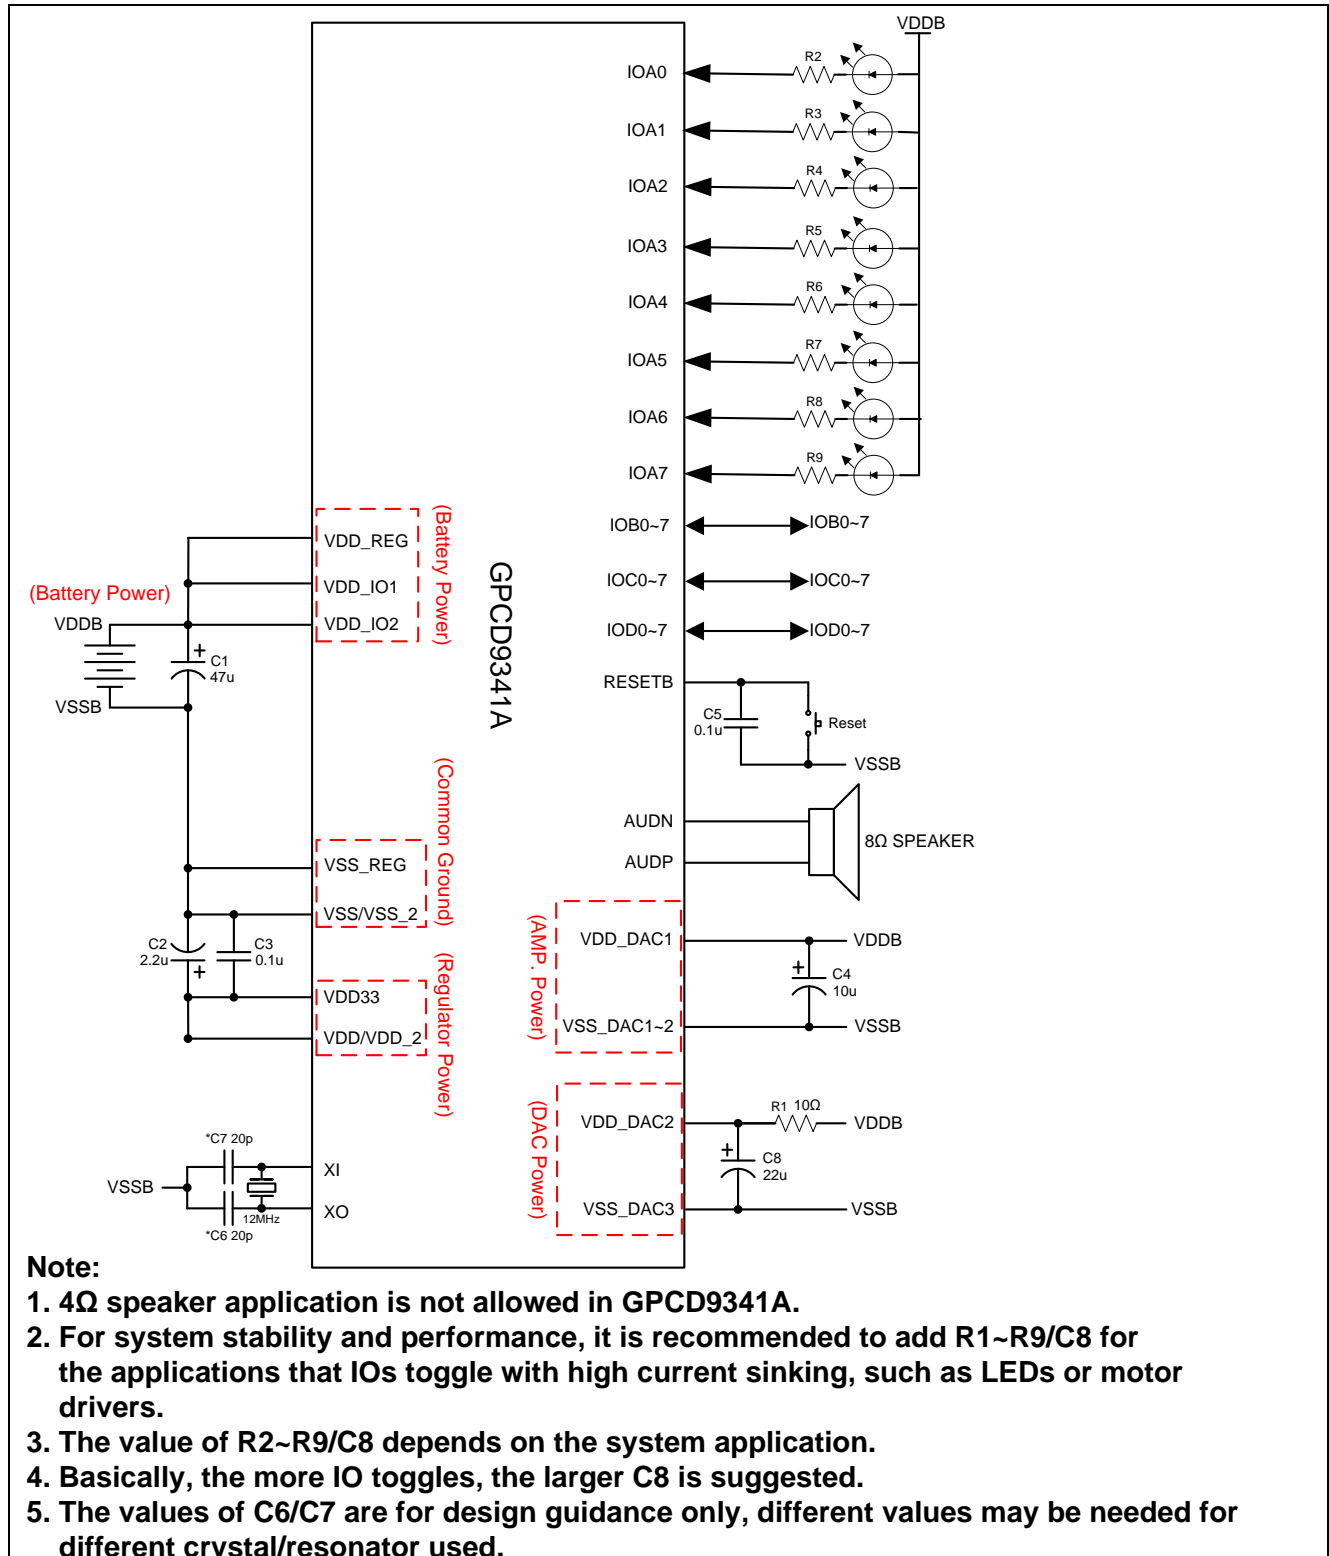 VDDB
IOA0
R2
IOA1
R3
IOA2
R4
IOA3
R5
IOA4
R6
IOA5
R7
IOA6
R8
IOA7
R9
IOB0~7
IOB0~7
IOC0~7
IOC0~7
IOD0~7
IOD0~7
(Battery Power)
VDD_REG
VDD_IO1
VDD_IO2
(Battery Power)
VDDB
C1
47u
VSSB
GPCD9341A
RESETB
C5
0.1u
Reset
VSSB
(Common Ground)
VSS_REG
VSS/VSS_2
AUDN
AUDP
8Ω SPEAKER
C2
2.2u
C3
0.1u
VDD33
VDD/VDD_2
(Regulator Power)
(AMP. Power)
VDD_DAC1
VDDB
C4
10u
VSS_DAC1~2
VSSB
(DAC Power)
VDD_DAC2
R1 10Ω
VDDB
C8
22u
VSS_DAC3
VSSB
*C7 20p
XI
VSSB
12MHz
XO
*C6 20p
Note:
1. 4Ω speaker application is not allowed in GPCD9341A.
2. For system stability and performance, it is recommended to add R1~R9/C8 for
the applications that IOs toggle with high current sinking, such as LEDs or motor
drivers.
3. The value of R2~R9/C8 depends on the system application.
4. Basically, the more IO toggles, the larger C8 is suggested.
5. The values of C6/C7 are for design guidance only, different values may be needed for
different crystal/resonator used.